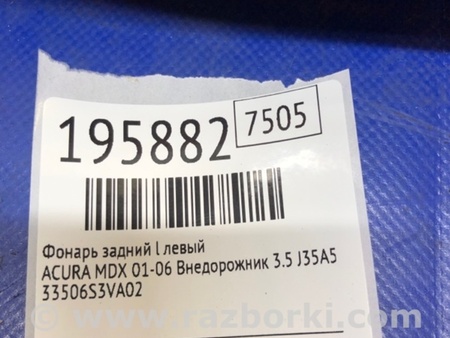 195882 7505
Фонарь задний l левый
ACURA MDX 01-06 Внедорожник 3.5 J35A5
33506S3VA02
www.razborki.com